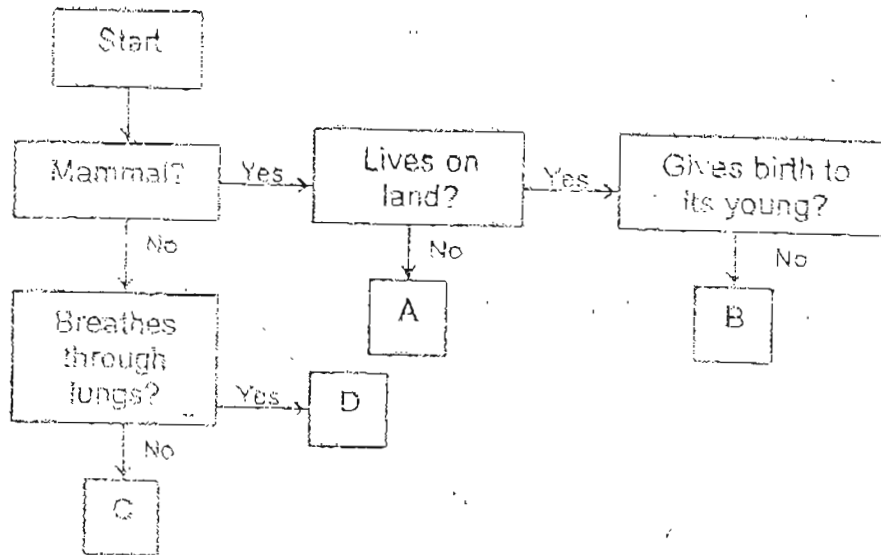 Start
Mammal?
Yes
Lives on
land?
Yes
Gives birth to
its young?
No
No
No
A
B
Breathes
through
lungs?
Yes
D
No
C